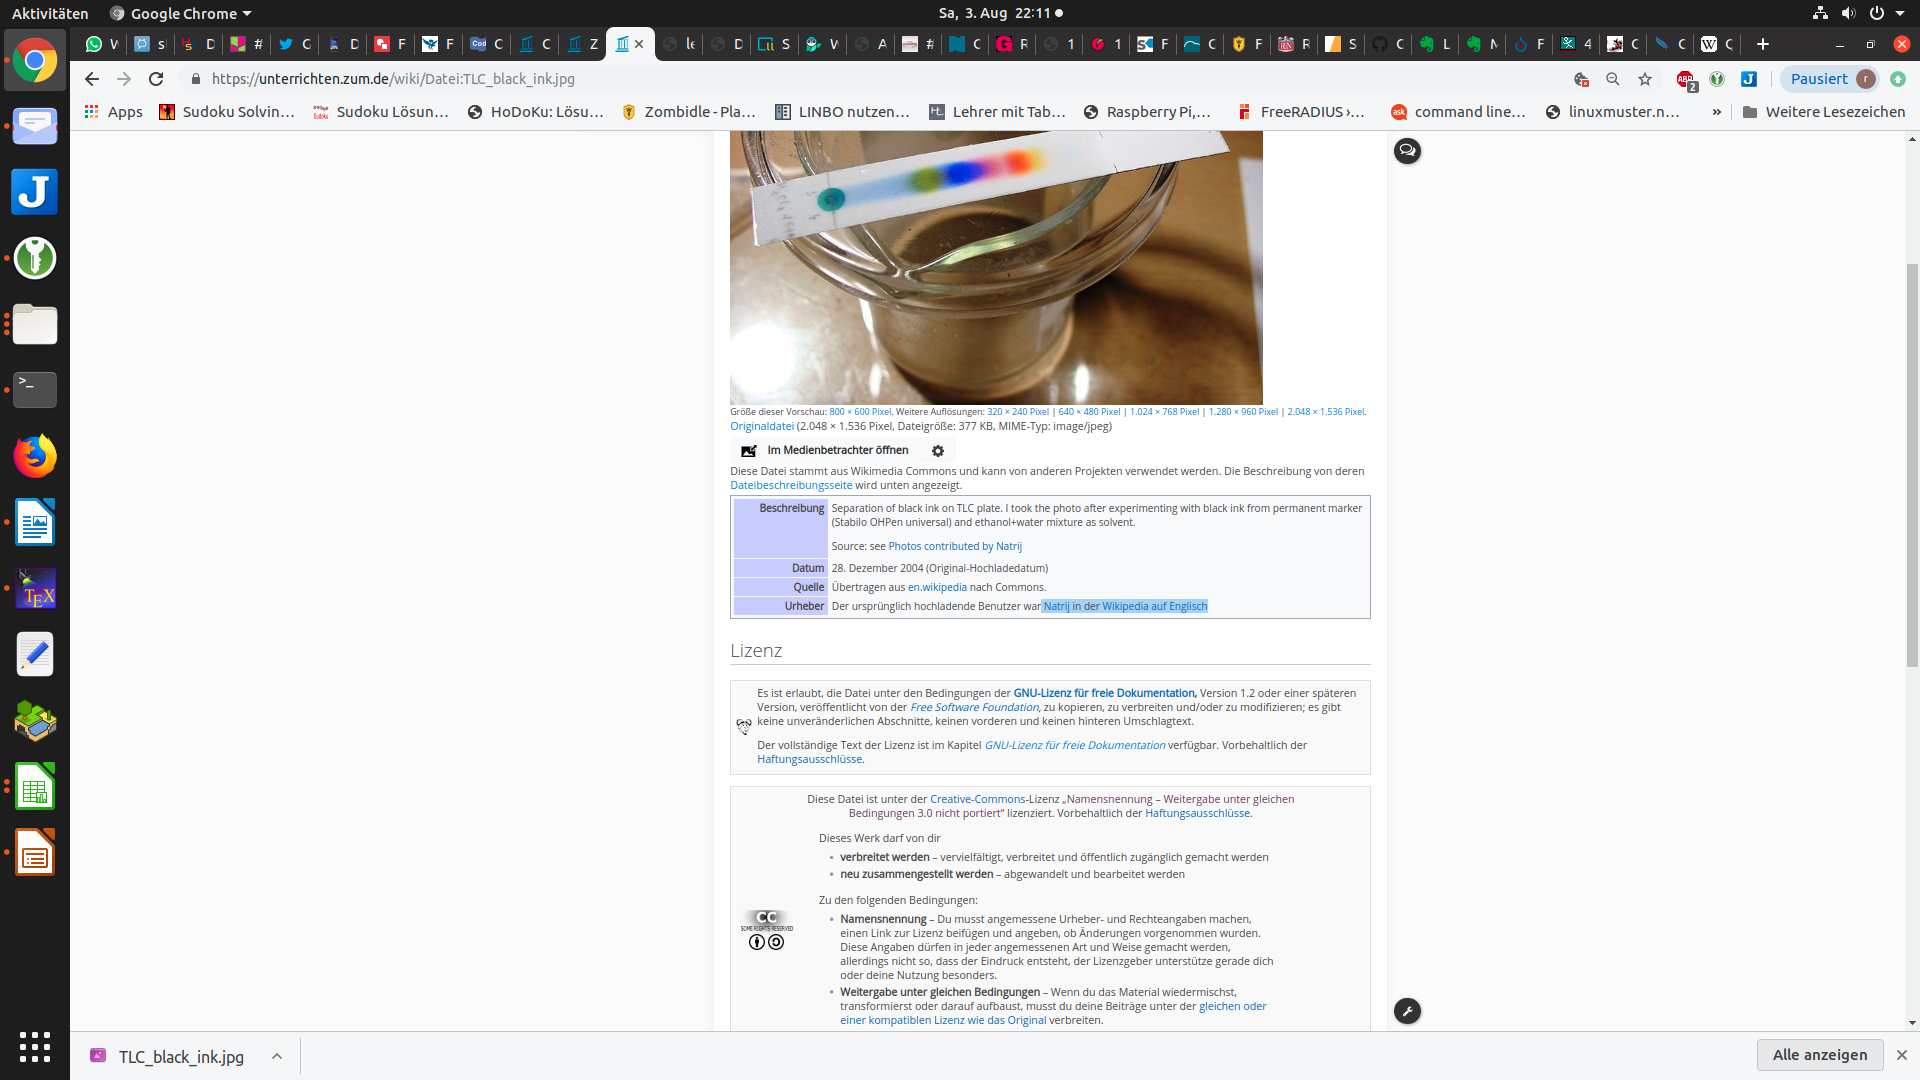 Aktivitäten Google Chrome Sa, 3. Aug 22:11
https://unterrichten.zum.de/wiki/Datei:TLC_black_ink.jpg ABP 2 Pausiert r
Apps Sudoku Solvin... Sudoku Lösun... HoDoKu: Lösu... Zombidle - Pla... LINBO nutzen... Lehrer mit Tab... Raspberry Pi,... FreeRADIUS ›... command line... linuxmuster.n... » Weitere Lesezeichen
Größe dieser Vorschau: 800 × 600 Pixel. Weitere Auflösungen: 320 × 240 Pixel | 640 × 480 Pixel | 1.024 × 768 Pixel | 1.280 × 960 Pixel | 2.048 × 1.536 Pixel.
Originaldatei (2.048 × 1.536 Pixel, Dateigröße: 377 KB, MIME-Typ: image/jpeg)
Im Medienbetrachter öffnen
Diese Datei stammt aus Wikimedia Commons und kann von anderen Projekten verwendet werden. Die Beschreibung von deren
Dateibeschreibungsseite wird unten angezeigt.
Beschreibung Separation of black ink on TLC plate. I took the photo after experimenting with black ink from permanent marker
(Stabilo OHPen universal) and ethanol+water mixture as solvent.
Source: see Photos contributed by Natrij
Datum 28. Dezember 2004 (Original-Hochladedatum)
Quelle Übertragen aus en.wikipedia nach Commons.
Urheber Der ursprünglich hochladende Benutzer war Natrij in der Wikipedia auf Englisch
Lizenz
Es ist erlaubt, die Datei unter den Bedingungen der GNU-Lizenz für freie Dokumentation, Version 1.2 oder einer späteren
Version, veröffentlicht von der Free Software Foundation, zu kopieren, zu verbreiten und/oder zu modifizieren; es gibt
keine unveränderlichen Abschnitte, keinen vorderen und keinen hinteren Umschlagtext.
Der vollständige Text der Lizenz ist im Kapitel GNU-Lizenz für freie Dokumentation verfügbar. Vorbehaltlich der
Haftungsausschlüsse.
Diese Datei ist unter der Creative-Commons-Lizenz „Namensnennung – Weitergabe unter gleichen
Bedingungen 3.0 nicht portiert“ lizenziert. Vorbehaltlich der Haftungsausschlüsse.
Dieses Werk darf von dir
• verbreitet werden – vervielfältigt, verbreitet und öffentlich zugänglich gemacht werden
• neu zusammengestellt werden – abgewandelt und bearbeitet werden
Zu den folgenden Bedingungen:
CC
SOME RIGHTS RESERVED
• Namensnennung – Du musst angemessene Urheber- und Rechteangaben machen,
einen Link zur Lizenz beifügen und angeben, ob Änderungen vorgenommen wurden.
Diese Angaben dürfen in jeder angemessenen Art und Weise gemacht werden,
allerdings nicht so, dass der Eindruck entsteht, der Lizenzgeber unterstütze gerade dich
oder deine Nutzung besonders.
• Weitergabe unter gleichen Bedingungen – Wenn du das Material wiedermischst,
transformierst oder darauf aufbaust, musst du deine Beiträge unter der gleichen oder
einer kompatiblen Lizenz wie das Original verbreiten.
TLC_black_ink.jpg Alle anzeigen